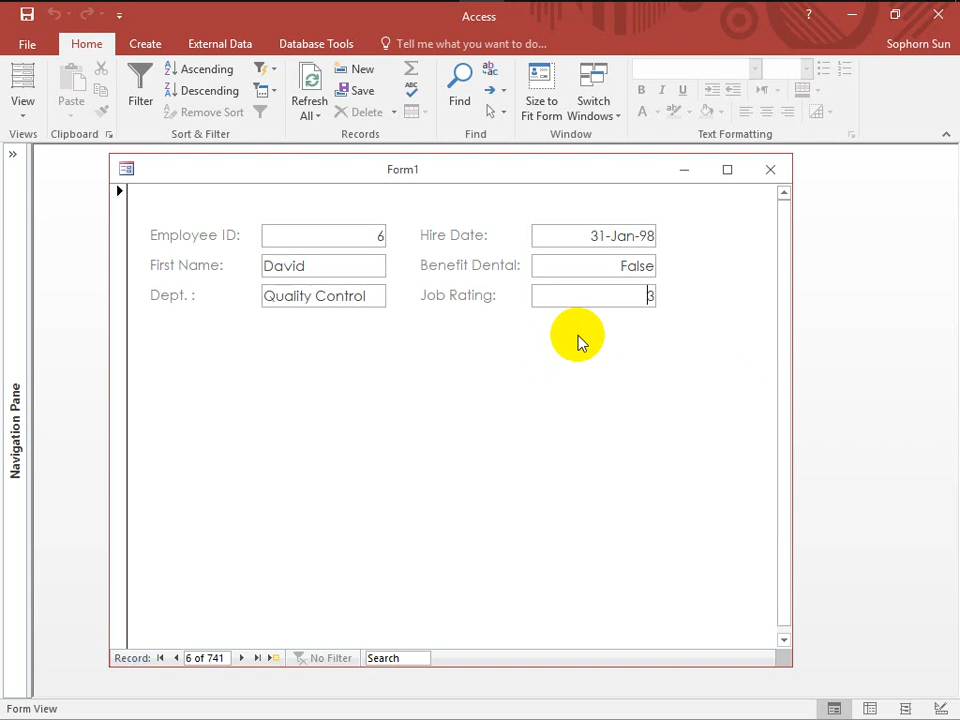 Access
?
File
Home
Create
External Data
Database Tools
Tell me what you want to do...
Sophorn Sun
View
Paste
Filter
Ascending
Descending
Remove Sort
Refresh
All
New
Save
Delete
Find
Size to
Fit Form
Switch
Windows
B I U
A
Views
Clipboard
Sort & Filter
Records
Find
Window
Text Formatting
Form1
Employee ID: 6 Hire Date: 31-Jan-98
First Name: David Benefit Dental: False
Dept. : Quality Control Job Rating: 3
Navigation Pane
Record: 6 of 741 No Filter Search
Form View